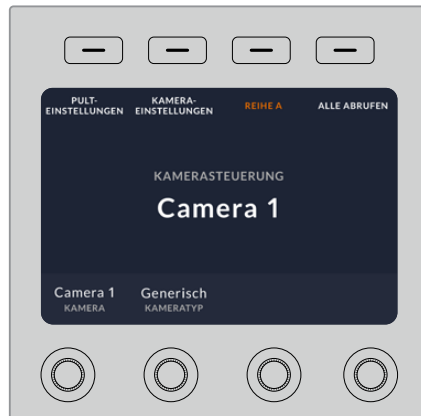 PULT-
EINSTELLUNGEN
KAMERA-
EINSTELLUNGEN
REIHE A
ALLE ABRUFEN
KAMERASTEUERUNG
Camera 1
Camera 1
KAMERA
Generisch
KAMERATYP